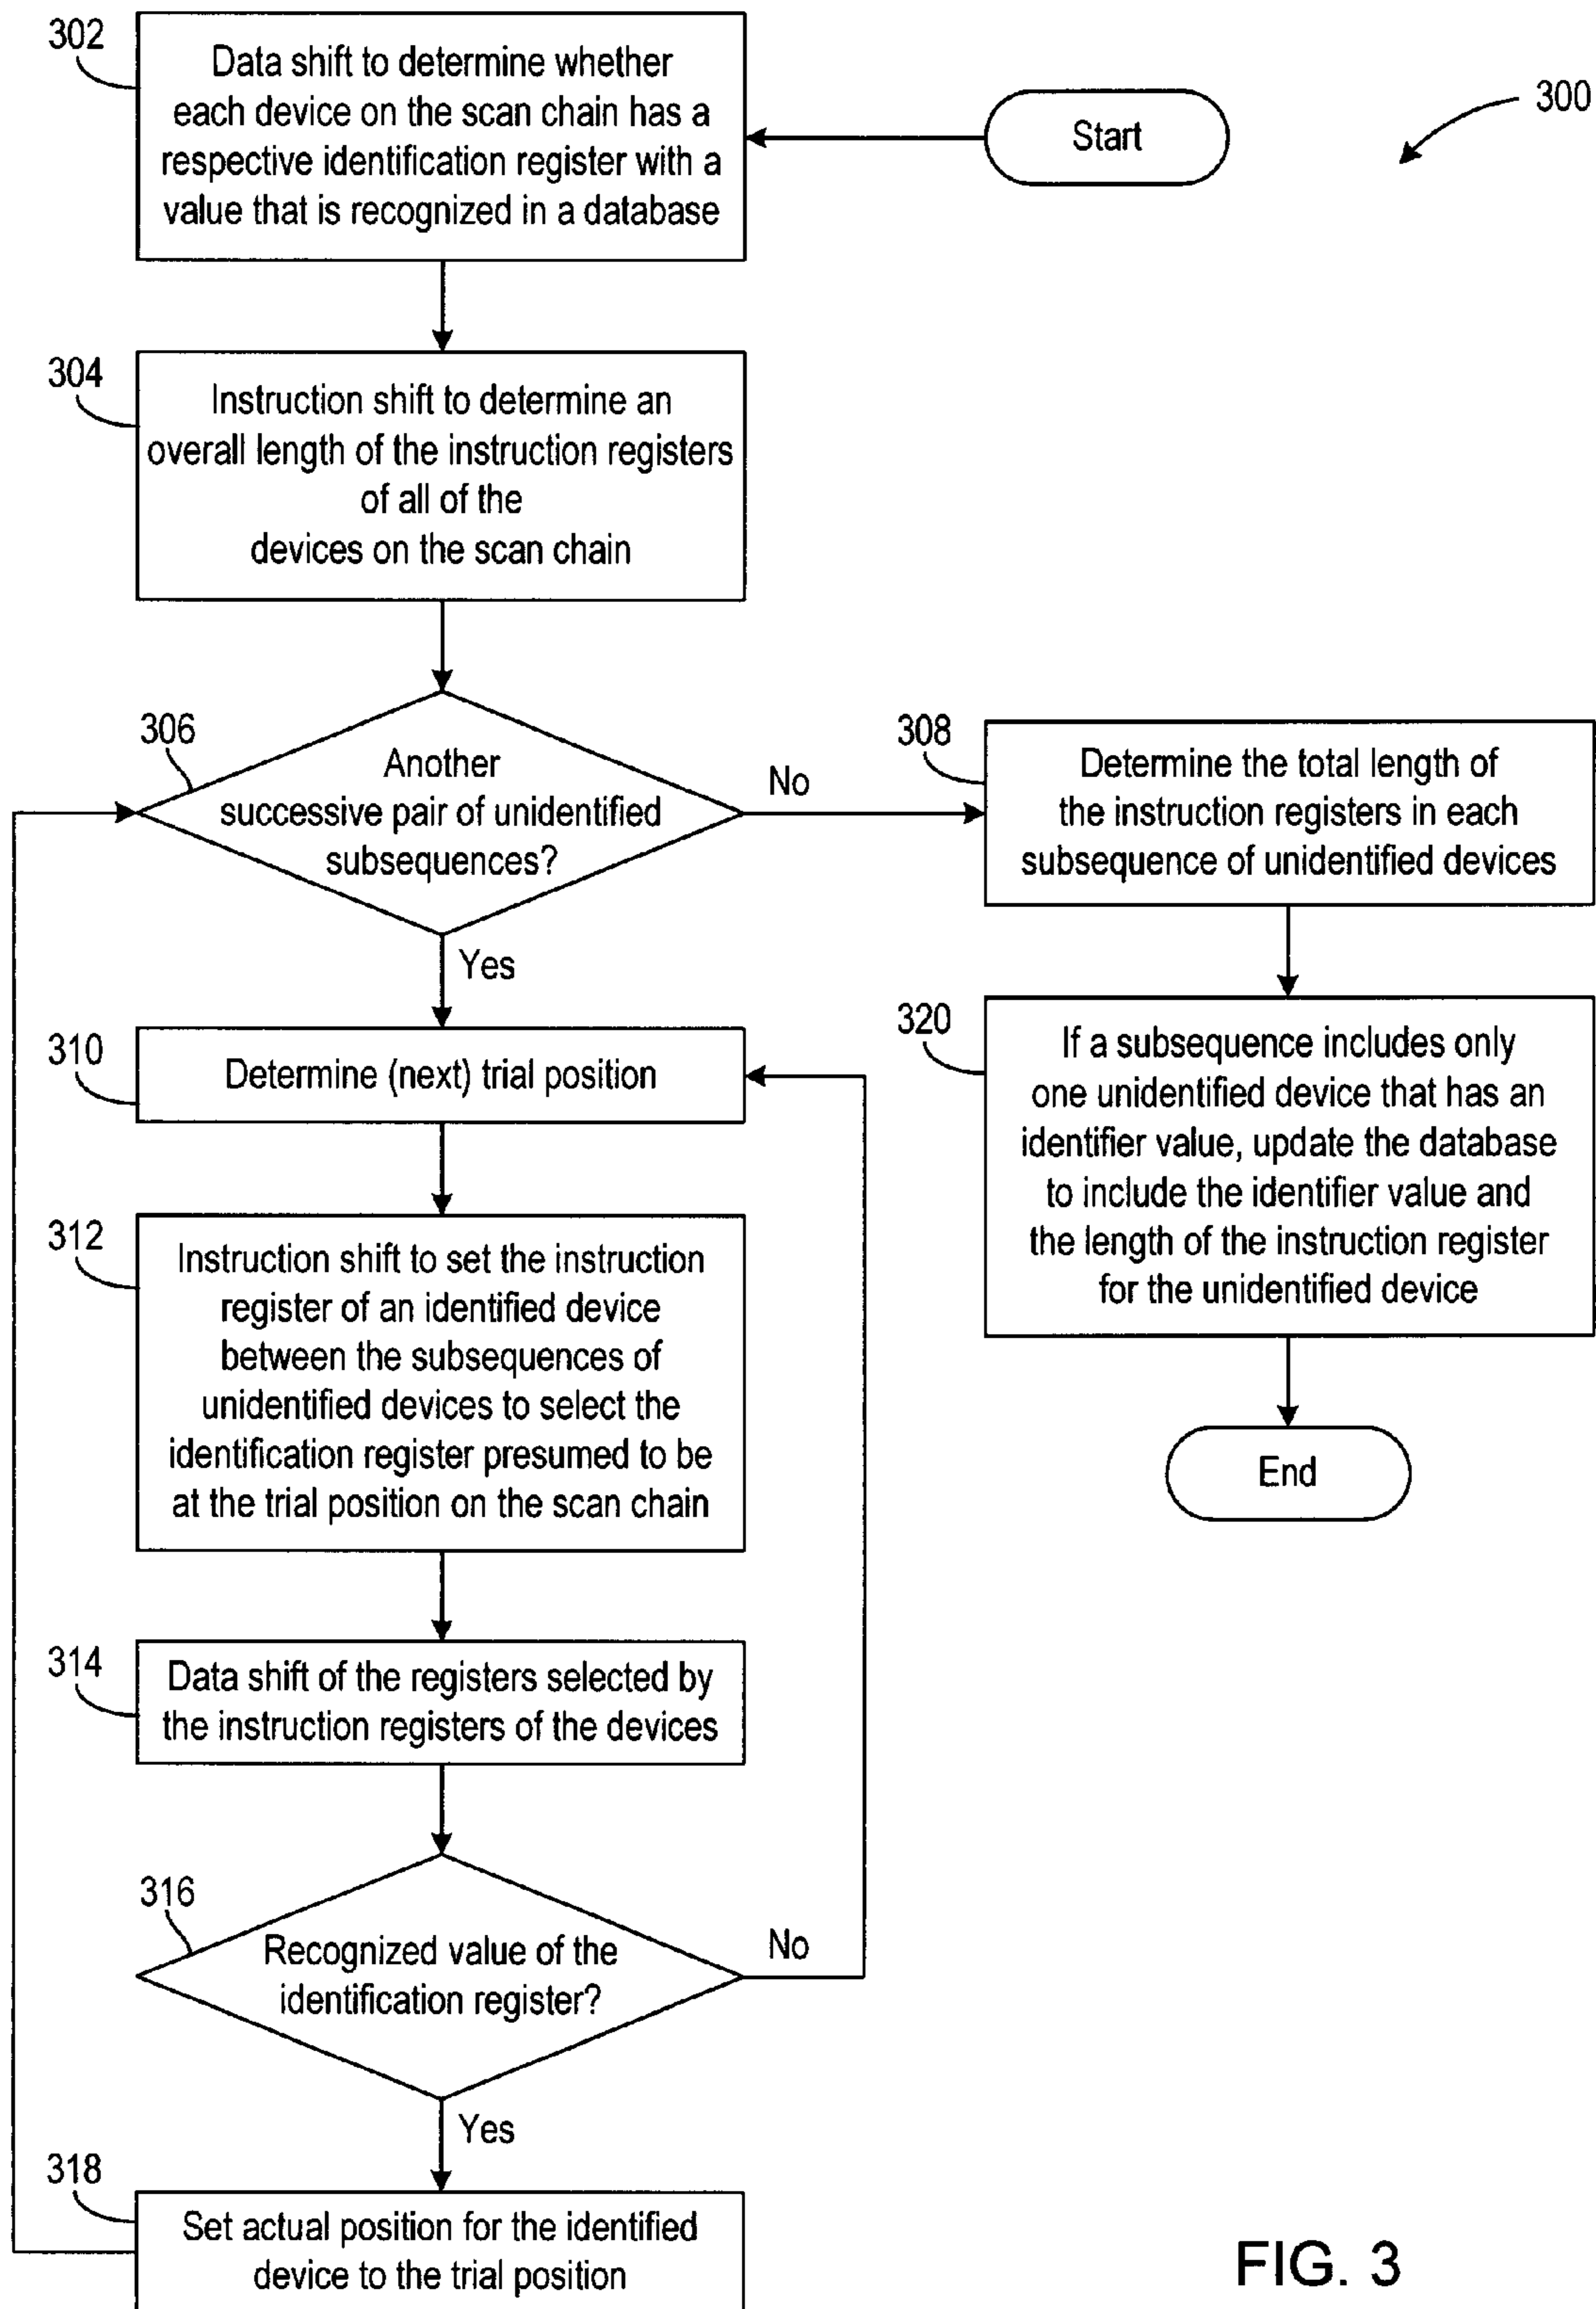 302
Data shift to determine whether
each device on the scan chain has a
respective identification register with a
value that is recognized in a database
Start
300
304
Instruction shift to determine an
overall length of the instruction registers
of all of the
devices on the scan chain
306
Another
successive pair of unidentified
subsequences?
No
308
Determine the total length of
the instruction registers in each
subsequence of unidentified devices
Yes
310
Determine (next) trial position
320
If a subsequence includes only
one unidentified device that has an
identifier value, update the database
to include the identifier value and
the length of the instruction register
for the unidentified device
312
Instruction shift to set the instruction
register of an identified device
between the subsequences of
unidentified devices to select the
identification register presumed to be
at the trial position on the scan chain
End
314
Data shift of the registers selected by
the instruction registers of the devices
316
Recognized value of the
identification register?
No
Yes
318
Set actual position for the identified
device to the trial position
FIG. 3